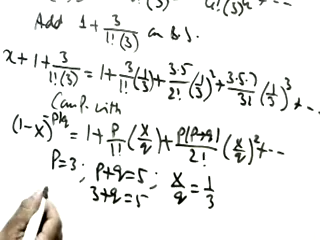 Add 1 + 3/1!(3) on B.S.
x + 1 + 3/1!(3) = 1 + 3/1!(1/3) + 3·5/2!(1/3)² + 3·5·7/3!(1/3)³ + ...
Comp. with
(1-x)^-p/q = 1 + p/1!(x/q) + p(p+q)/2!(x/q)² + ...
p = 3; p+q = 5; x/q = 1/3
3+q = 5